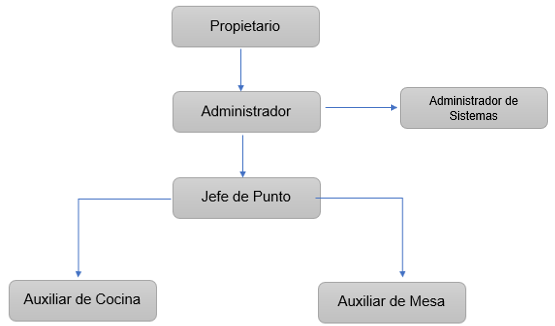 Propietario
Administrador
Administrador de
Sistemas
Jefe de Punto
Auxiliar de Cocina
Auxiliar de Mesa